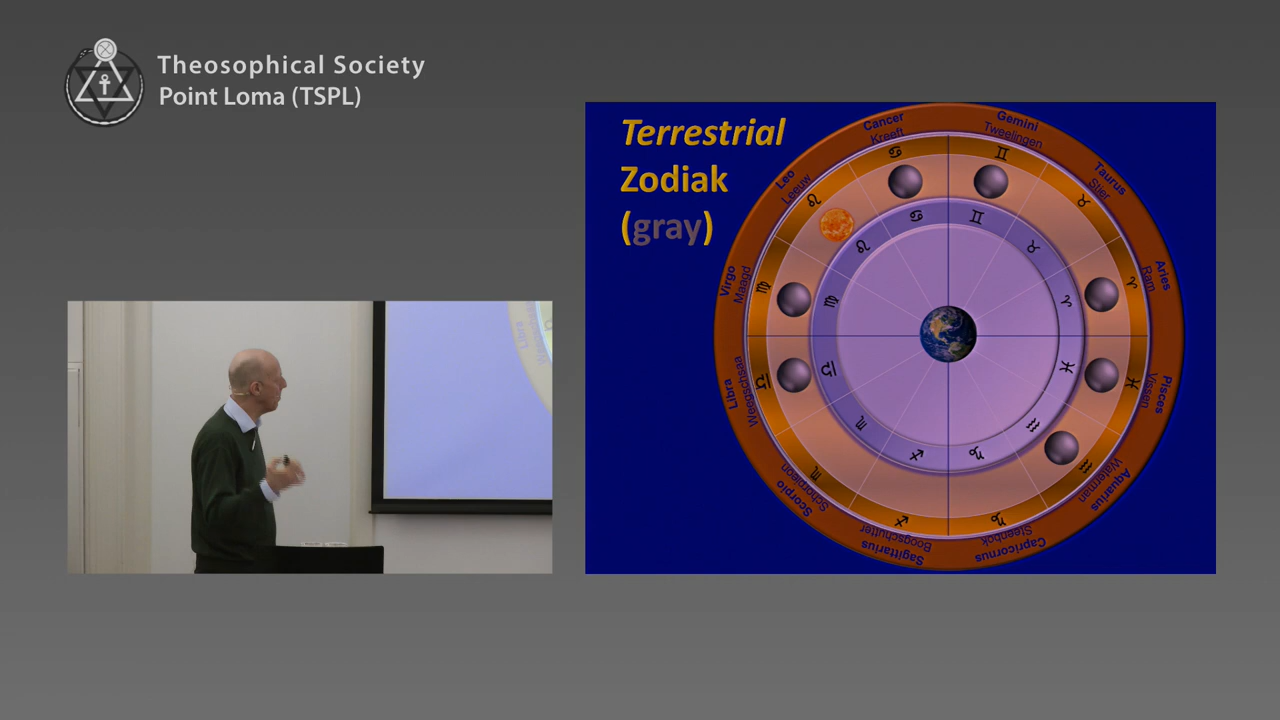 Theosophical Society
Point Loma (TSPL)
Terrestrial
Zodiak
(gray)
Cancer
Kreeft
Gemini
Tweelingen
Taurus
Stier
Aries
Ram
Pisces
Vissen
Aquarius
Waterman
Capricornus
Steenbok
Sagittarius
Boogschutter
Scorpio
Schorpioen
Libra
Weegschaal
Virgo
Maagd
Leo
Leeuw
♋ ♊ ♉ ♈ ♓ ♒ ♑ ♐ ♏ ♎ ♍ ♌
♋ ♊ ♉ ♈ ♓ ♒ ♑ ♐ ♏ ♎ ♍ ♌